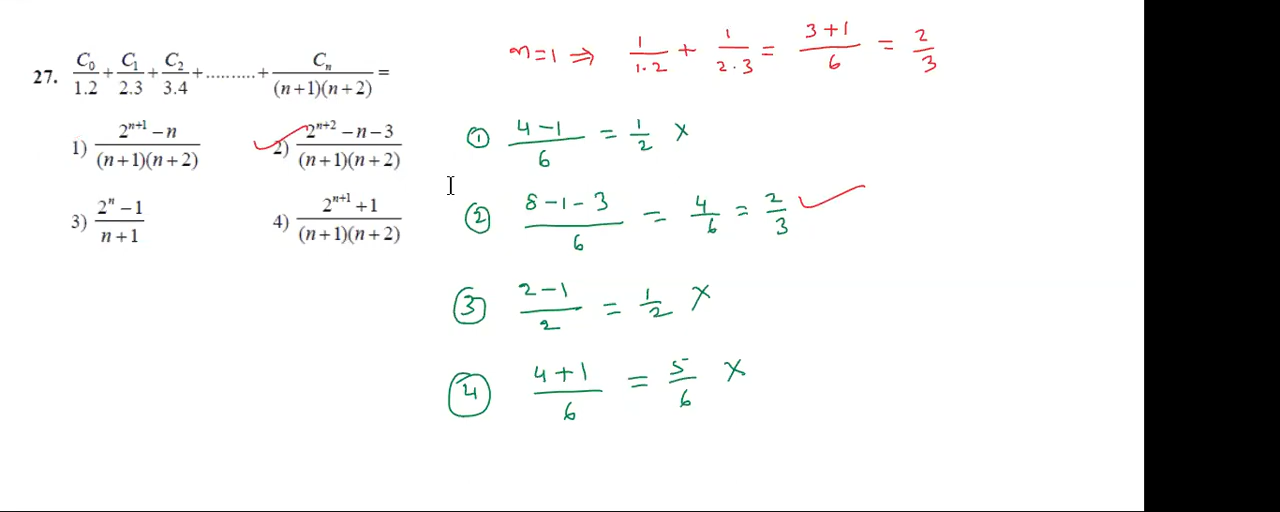 n=1 ⇒ 1/1·2 + 1/2·3 = 3+1/6 = 2/3
27. C₀/1.2 + C₁/2.3 + C₂/3.4 + .......... + Cₙ/(n+1)(n+2) =
1) 2ⁿ⁺¹ − n/(n+1)(n+2) 2) 2ⁿ⁺² − n − 3/(n+1)(n+2)
3) 2ⁿ − 1/n+1 4) 2ⁿ⁺¹ + 1/(n+1)(n+2)
① 4−1/6 = 1/2 ×
② 8−1−3/6 = 4/6 = 2/3 ✓
③ 2−1/2 = 1/2 ×
④ 4+1/6 = 5/6 ×